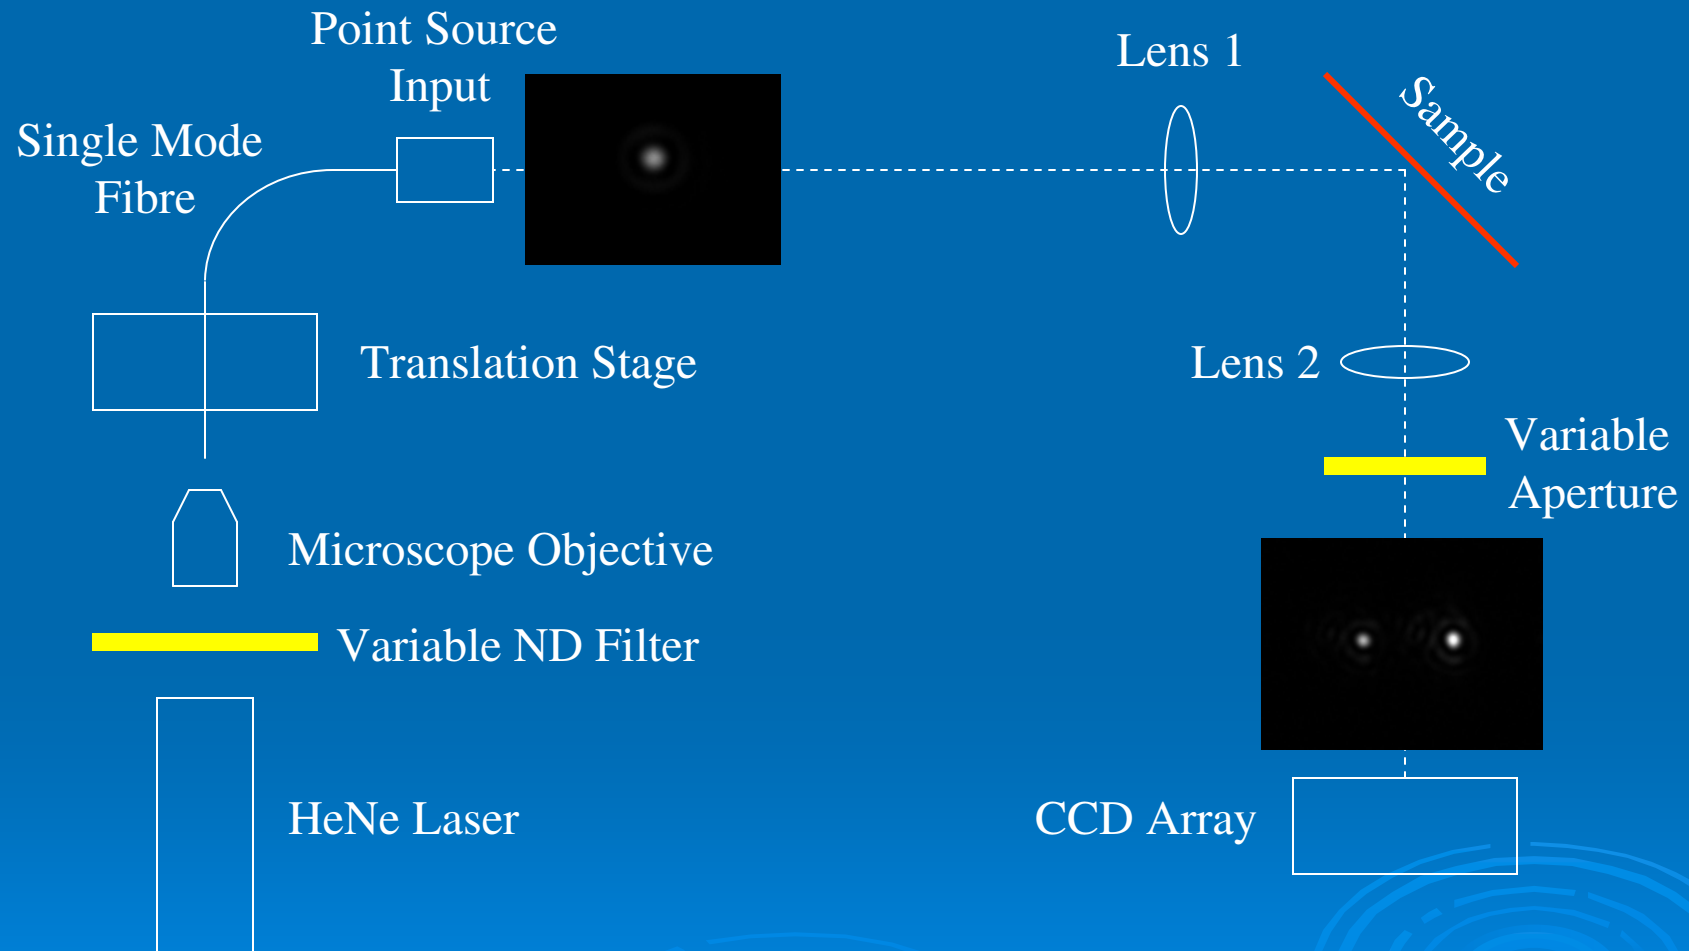 Point Source
Input
Single Mode
Fibre
Lens 1
Sample
Translation Stage
Lens 2
Variable
Aperture
Microscope Objective
Variable ND Filter
HeNe Laser
CCD Array